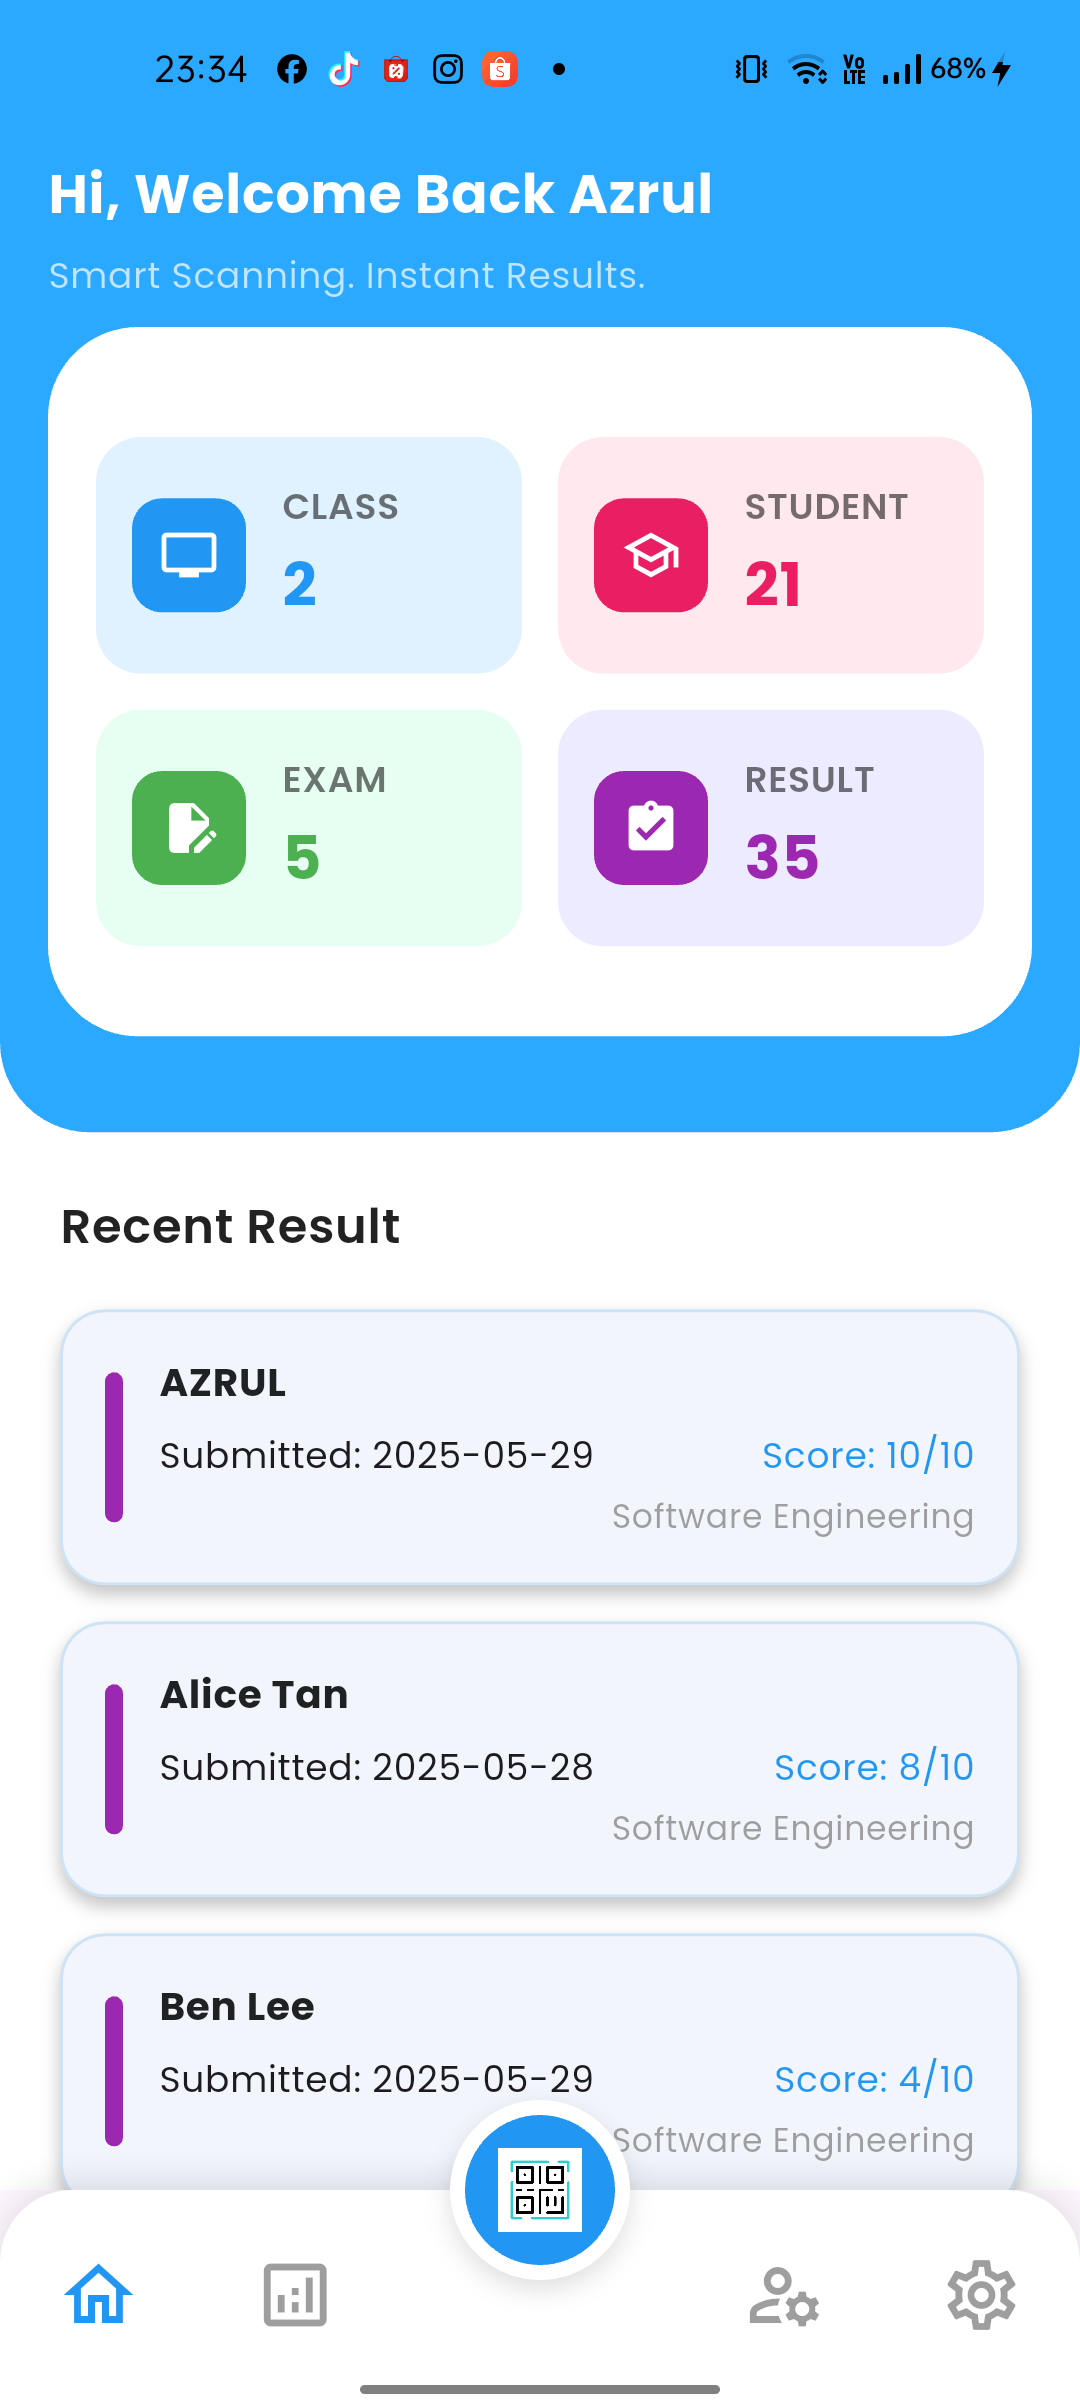 23:34
Vo
LTE
68%
Hi, Welcome Back Azrul
Smart Scanning. Instant Results.
CLASS
2
STUDENT
21
EXAM
5
RESULT
35
Recent Result
AZRUL
Submitted: 2025-05-29
Score: 10/10
Software Engineering
Alice Tan
Submitted: 2025-05-28
Score: 8/10
Software Engineering
Ben Lee
Submitted: 2025-05-29
Score: 4/10
Software Engineering